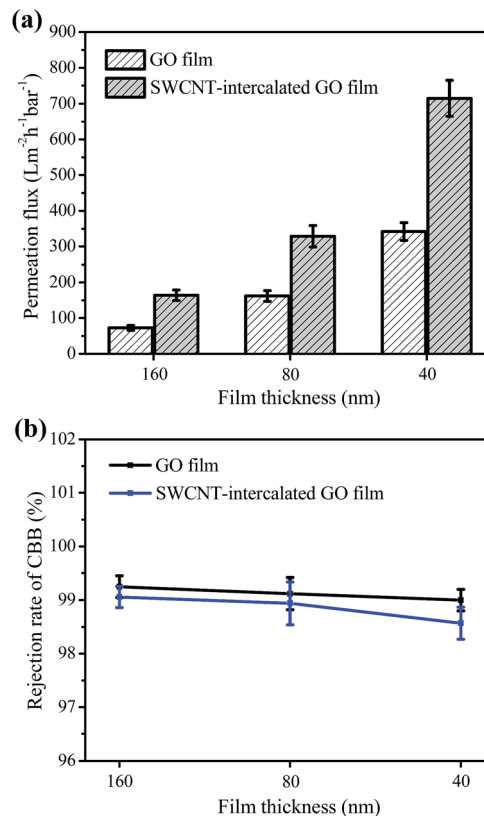 (a)
900
800
700
600
500
400
300
200
100
0
Permeation flux (Lm⁻²h⁻¹bar⁻¹)
GO film
SWCNT-intercalated GO film
160 80 40
Film thickness (nm)
(b)
102
101
100
99
98
97
96
Rejection rate of CBB (%)
GO film
SWCNT-intercalated GO film
160 80 40
Film thickness (nm)